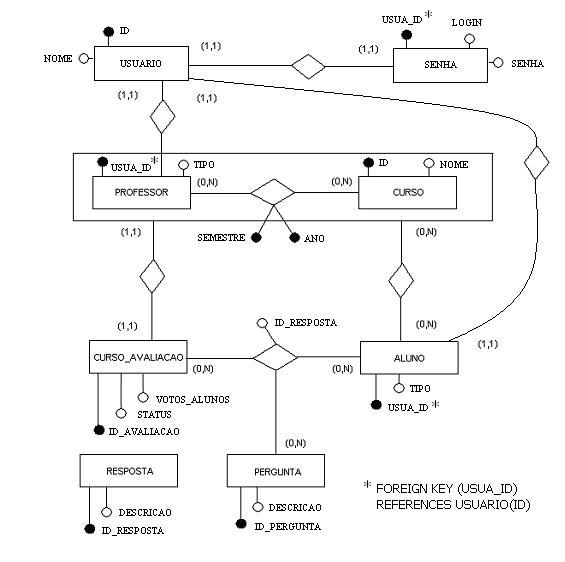 USUA_ID *
LOGIN
ID
(1,1)
(1,1)
NOME
USUARIO
SENHA
SENHA
(1,1)
(1,1)
USUA_ID *
TIPO
ID
NOME
(0,N)
(0,N)
PROFESSOR
CURSO
(1,1)
SEMESTRE
ANO
(0,N)
ID_RESPOSTA
(1,1)
(0,N)
(1,1)
CURSO_AVALIACAO
ALUNO
(0,N)
(0,N)
TIPO
VOTOS_ALUNOS
USUA_ID *
STATUS
ID_AVALIACAO
(0,N)
RESPOSTA
PERGUNTA
* FOREIGN KEY (USUA_ID)
REFERENCES USUARIO(ID)
DESCRICAO
DESCRICAO
ID_RESPOSTA
ID_PERGUNTA